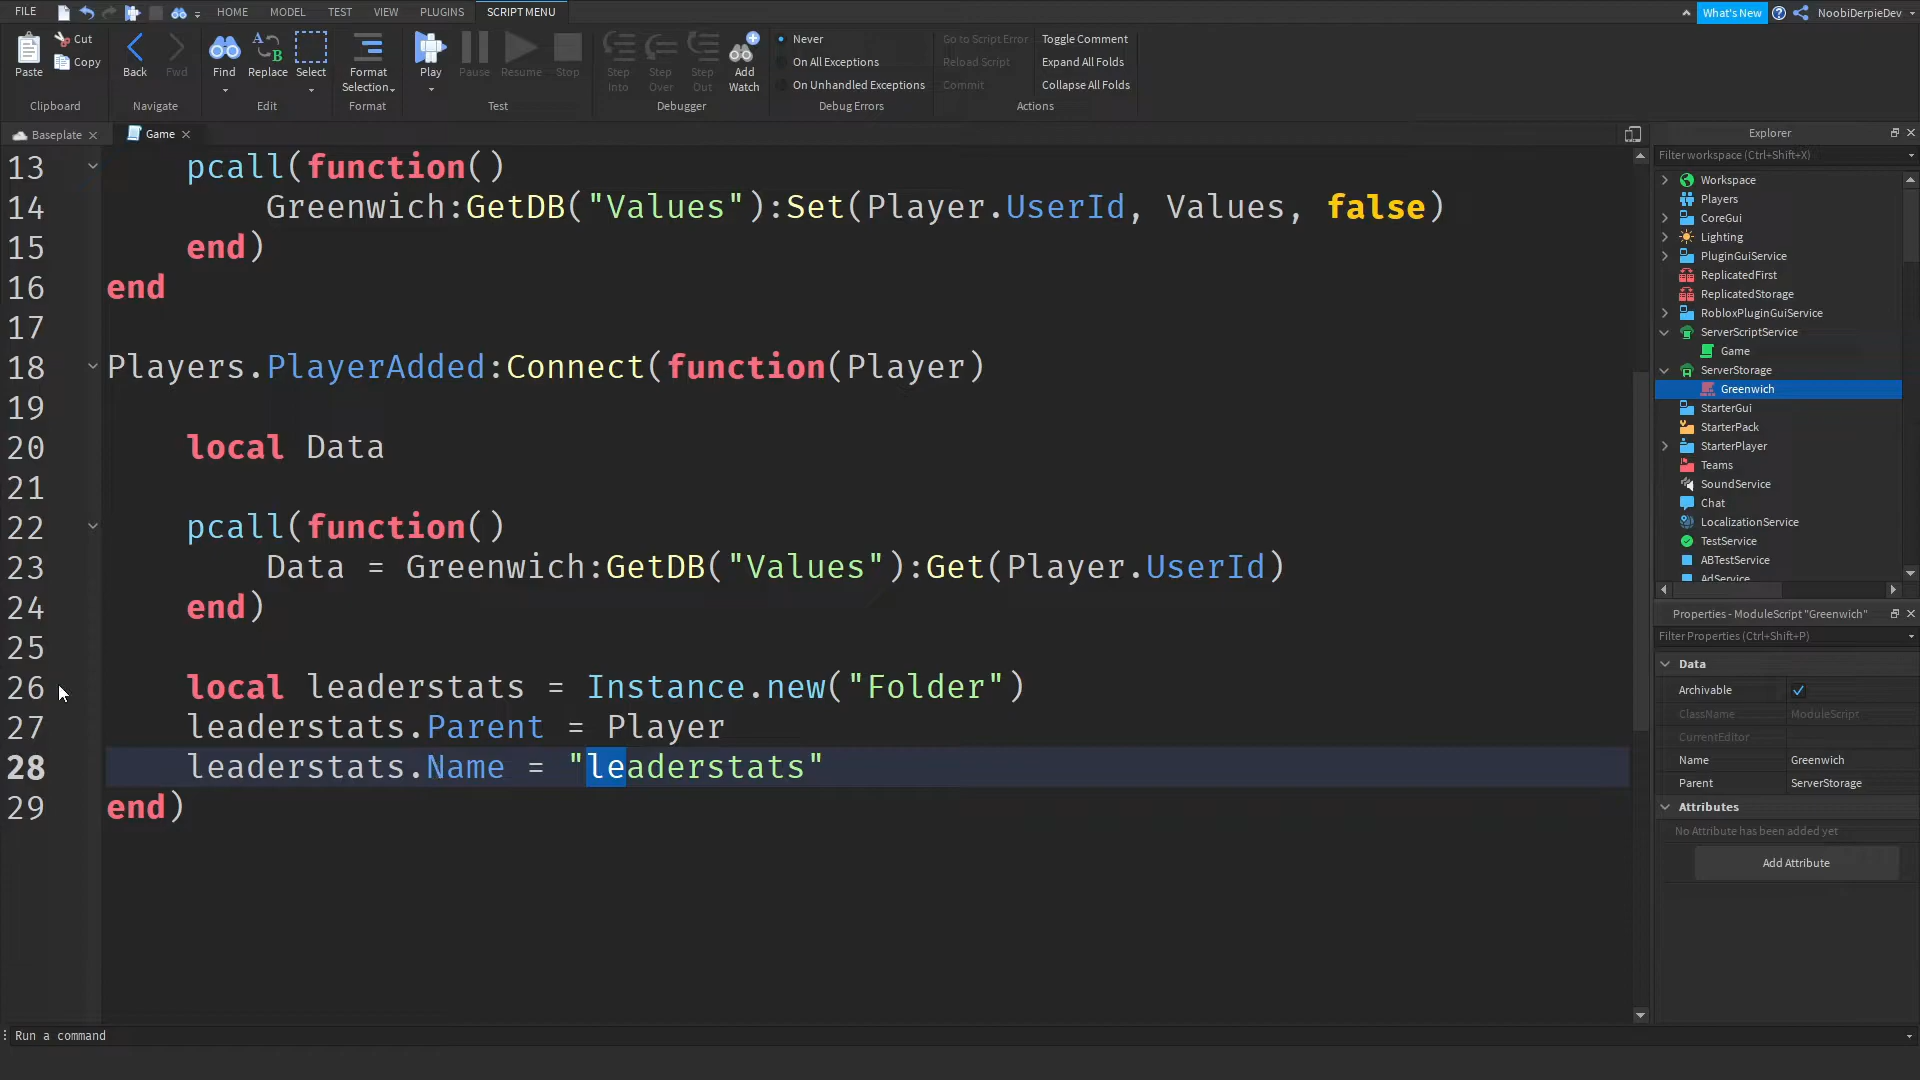 FILE HOME MODEL TEST VIEW PLUGINS SCRIPT MENU What's New NoobiDerpieDev
Paste Cut Copy Clipboard
Back Fwd Navigate
Find Replace Select Edit
Format Selection Format
Play Pause Resume Stop Test
Step Into Step Over Step Out Add Watch Debugger
Never
On All Exceptions
On Unhandled Exceptions
Debug Errors
Go to Script Error
Reload Script
Commit
Toggle Comment
Expand All Folds
Collapse All Folds
Actions
Baseplate Game
13 pcall(function()
14 Greenwich:GetDB("Values"):Set(Player.UserId, Values, false)
15 end)
16 end
17
18 Players.PlayerAdded:Connect(function(Player)
19
20 local Data
21
22 pcall(function()
23 Data = Greenwich:GetDB("Values"):Get(Player.UserId)
24 end)
25
26 local leaderstats = Instance.new("Folder")
27 leaderstats.Parent = Player
28 leaderstats.Name = "leaderstats"
29 end)
Run a command
Explorer
Filter workspace (Ctrl+Shift+X)
Workspace
Players
CoreGui
Lighting
PluginGuiService
ReplicatedFirst
ReplicatedStorage
RobloxPluginGuiService
ServerScriptService
Game
ServerStorage
Greenwich
StarterGui
StarterPack
StarterPlayer
Teams
SoundService
Chat
LocalizationService
TestService
ABTestService
AdService
Properties - ModuleScript "Greenwich"
Filter Properties (Ctrl+Shift+P)
Data
Archivable
ClassName ModuleScript
CurrentEditor
Name Greenwich
Parent ServerStorage
Attributes
No Attribute has been added yet
Add Attribute